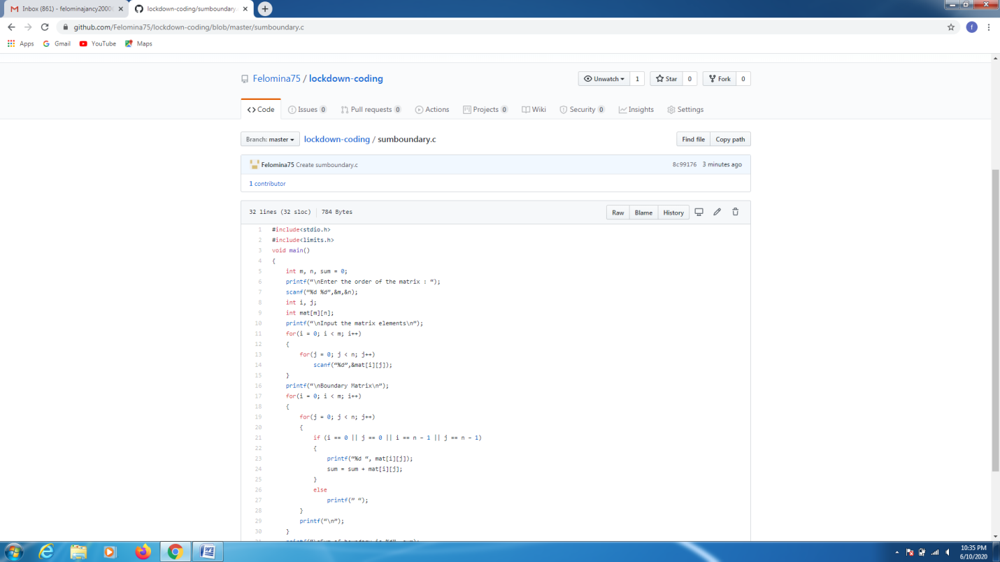 Inbox (861) - felominajancy2000
lockdown-coding/sumboundary.
github.com/Felomina75/lockdown-coding/blob/master/sumboundary.c
f
Apps Gmail YouTube Maps
Felomina75 / lockdown-coding
Unwatch 1 Star 0 Fork 0
Code Issues 0 Pull requests 0 Actions Projects 0 Wiki Security 0 Insights Settings
Branch: master lockdown-coding / sumboundary.c Find file Copy path
Felomina75 Create sumboundary.c 8c99176 3 minutes ago
1 contributor
32 lines (32 sloc) 784 Bytes Raw Blame History
1 #include<stdio.h>
2 #include<limits.h>
3 void main()
4 {
5 int m, n, sum = 0;
6 printf(“\nEnter the order of the matrix : “);
7 scanf(“%d %d”,&m,&n);
8 int i, j;
9 int mat[m][n];
10 printf(“\nInput the matrix elements\n”);
11 for(i = 0; i < m; i++)
12 {
13 for(j = 0; j < n; j++)
14 scanf(“%d”,&mat[i][j]);
15 }
16 printf(“\nBoundary Matrix\n”);
17 for(i = 0; i < m; i++)
18 {
19 for(j = 0; j < n; j++)
20 {
21 if (i == 0 || j == 0 || i == n – 1 || j == n – 1)
22 {
23 printf(“%d “, mat[i][j]);
24 sum = sum + mat[i][j];
25 }
26 else
27 printf(” “);
28 }
29 printf(“\n”);
30 }
31 printf(“\nSum of boundary is %d”, sum);
10:35 PM
6/10/2020